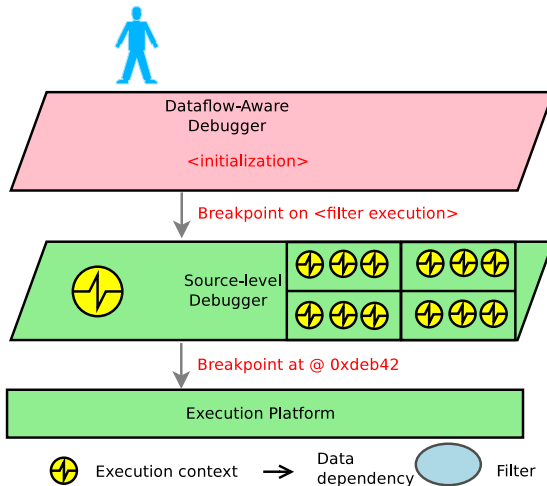 Dataflow-Aware
Debugger
<initialization>
Breakpoint on <filter execution>
Source-level
Debugger
Breakpoint at @ 0xdeb42
Execution Platform
Execution context
Data
dependency
Filter